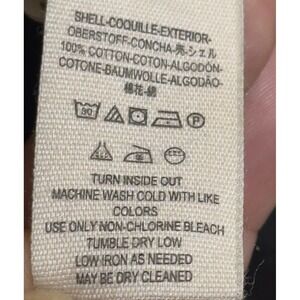 SHELL-COQUILLE-EXTERIOR-
OBERSTOFF-CONCHA-売-シェル
100% COTTON-COTON-ALGODÓN-
COTONE-BAUMWOLLE-ALGODÃO-
棉花-綿
TURN INSIDE OUT
MACHINE WASH COLD WITH LIKE
COLORS
USE ONLY NON-CHLORINE BLEACH
TUMBLE DRY LOW
LOW IRON AS NEEDED
MAY BE DRY CLEANED